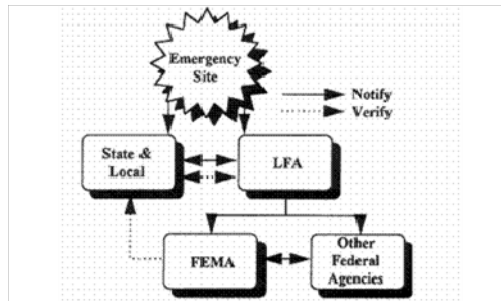 Emergency
Site
Notify
Verify
State &
Local
LFA
FEMA
Other
Federal
Agencies